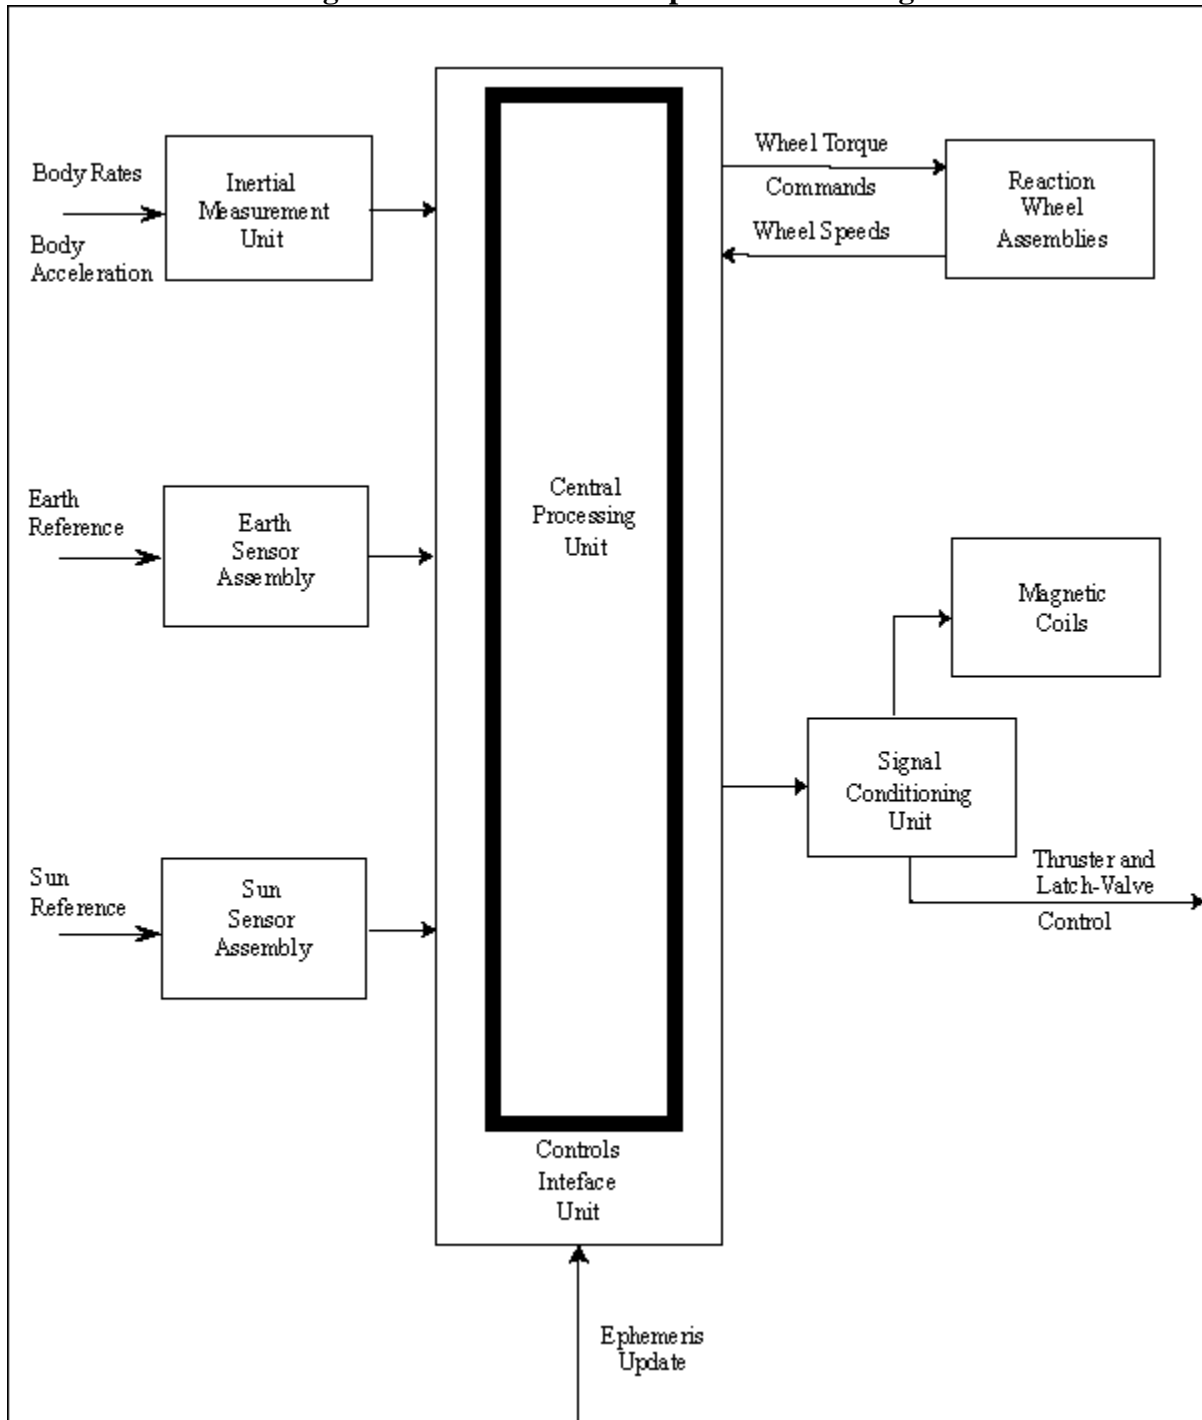 Body Rates
Body
Acceleration
Inertial
Measurement
Unit
Wheel Torque
Commands
Wheel Speeds
Reaction
Wheel
Assemblies
Earth
Reference
Earth
Sensor
Assembly
Central
Processing
Unit
Magnetic
Coils
Signal
Conditioning
Unit
Thruster and
Latch-Valve
Control
Sun
Reference
Sun
Sensor
Assembly
Controls
Inteface
Unit
Ephemeris
Update